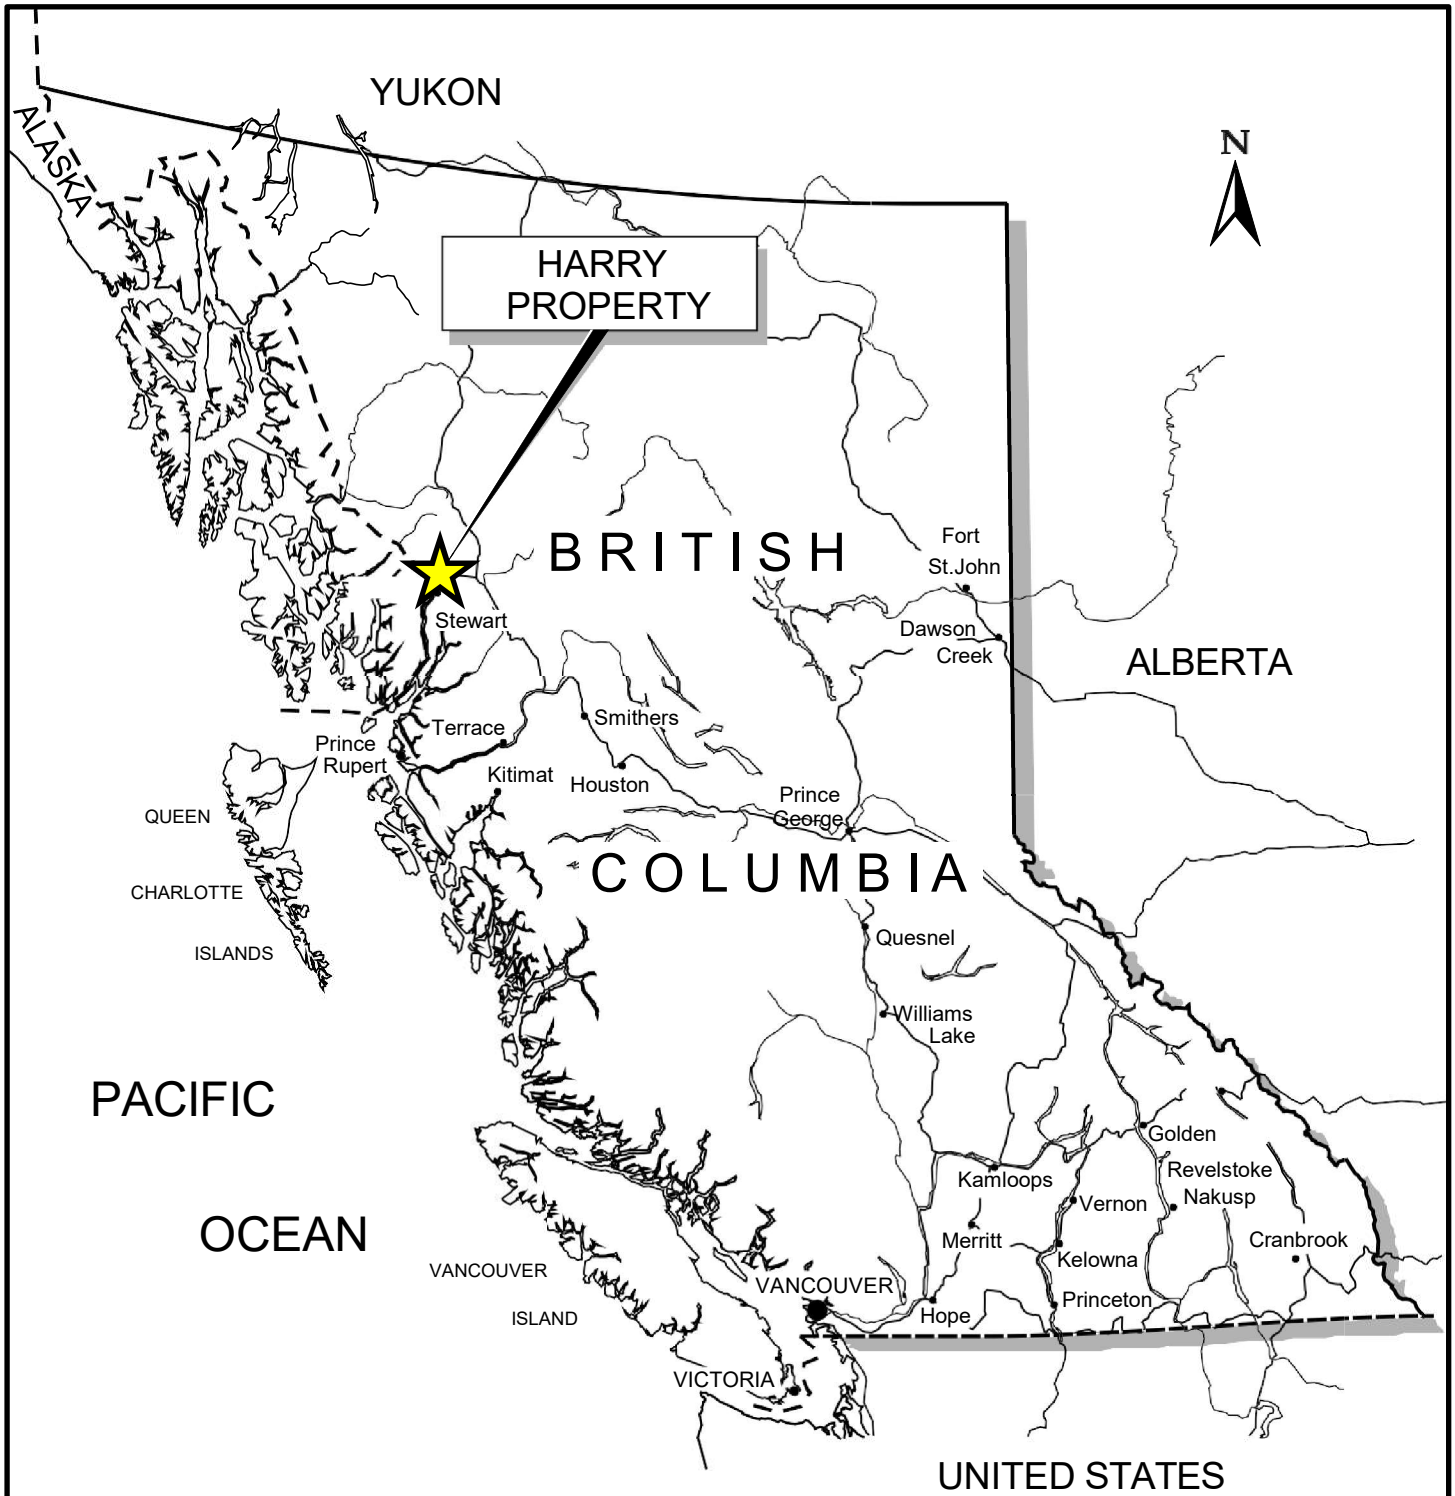 YUKON
ALASKA
N
HARRY
PROPERTY
BRITISH
Fort
St.John
Stewart
Dawson
Creek
ALBERTA
Smithers
Terrace
Prince
Rupert
Kitimat
Houston
Prince
George
QUEEN
COLUMBIA
CHARLOTTE
Quesnel
ISLANDS
Williams
Lake
PACIFIC
Golden
Revelstoke
Kamloops
Nakusp
Vernon
OCEAN
Merritt
Cranbrook
Kelowna
VANCOUVER
ISLAND
VANCOUVER
Princeton
Hope
VICTORIA
UNITED STATES